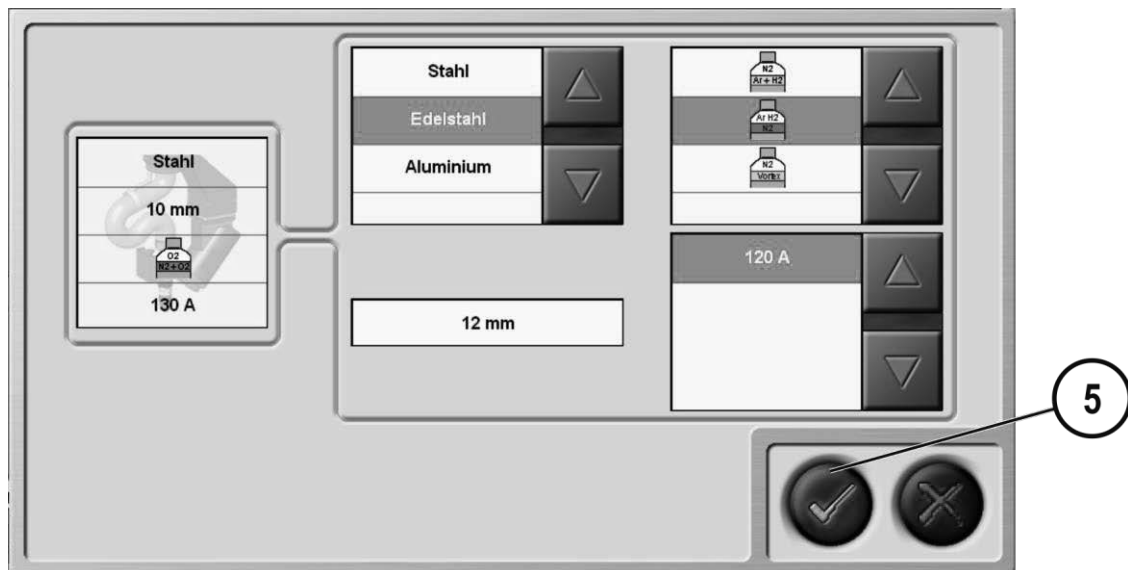 Stahl
10 mm
O2
N2+O2
130 A
Stahl
Edelstahl
Aluminium
12 mm
N2
Ar + H2
Ar H2
N2
N2
Vortex
120 A
5